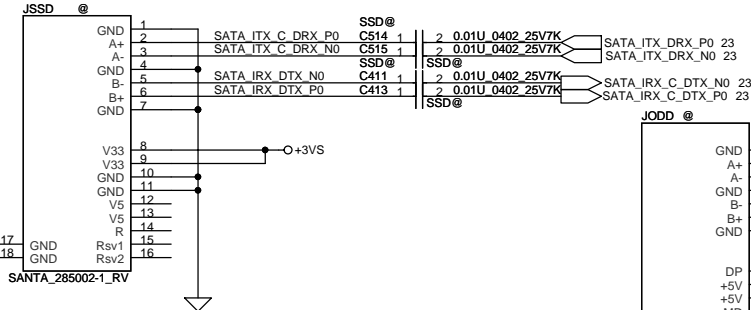 JSSD @
SSD@
GND 1
A+ 2 SATA_ITX_C_DRX_P0 C514 1 2 0.01U_0402_25V7K SATA_ITX_DRX_P0 23
A- 3 SATA_ITX_C_DRX_N0 C515 1 2 0.01U_0402_25V7K SATA_ITX_DRX_N0 23
GND 4 SSD@ SSD@
B- 5 SATA_IRX_DTX_N0 C411 1 2 0.01U_0402_25V7K SATA_IRX_C_DTX_N0 23
B+ 6 SATA_IRX_DTX_P0 C413 1 2 0.01U_0402_25V7K SATA_IRX_C_DTX_P0 23
GND 7 SSD@
V33 8 +3VS
V33 9
GND 10
GND 11
V5 12
V5 13
R 14
17 GND Rsv1 15
18 GND Rsv2 16
SANTA_285002-1_RV
JODD @
GND
A+
A-
GND
B-
B+
GND
DP
+5V
+5V